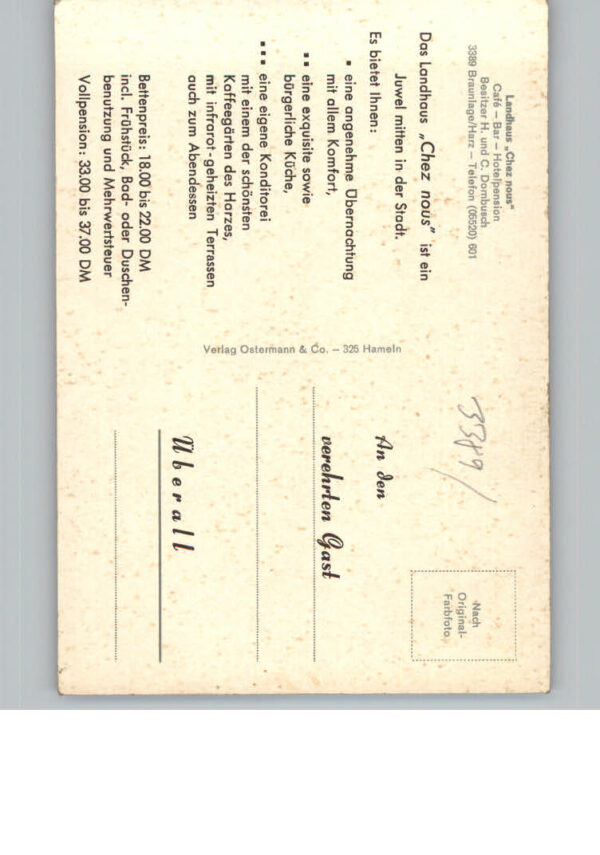 Landhaus „Chez nous"
Café – Bar – Hotelpension
Besitzer H. und C. Dornbusch
3389 Braunlage/Harz – Telefon (05520) 601
Das Landhaus „Chez nous" ist ein
Juwel mitten in der Stadt.
Es bietet Ihnen:
* eine angenehme Übernachtung
mit allem Komfort,
** eine exquisite sowie
bürgerliche Küche,
*** eine eigene Konditorei
mit einem der schönsten
Kaffeegärten des Harzes,
mit infrarot-geheizten Terrassen
auch zum Abendessen
Bettenpreis: 18.00 bis 22.00 DM
incl. Frühstück, Bad- oder Duschen-
benutzung und Mehrwertsteuer
Vollpension: 33.00 bis 37.00 DM
Verlag Ostermann & Co. – 325 Hameln
3389/
Nach
Original-
Farbfoto
An den
verehrten Gast
Überall